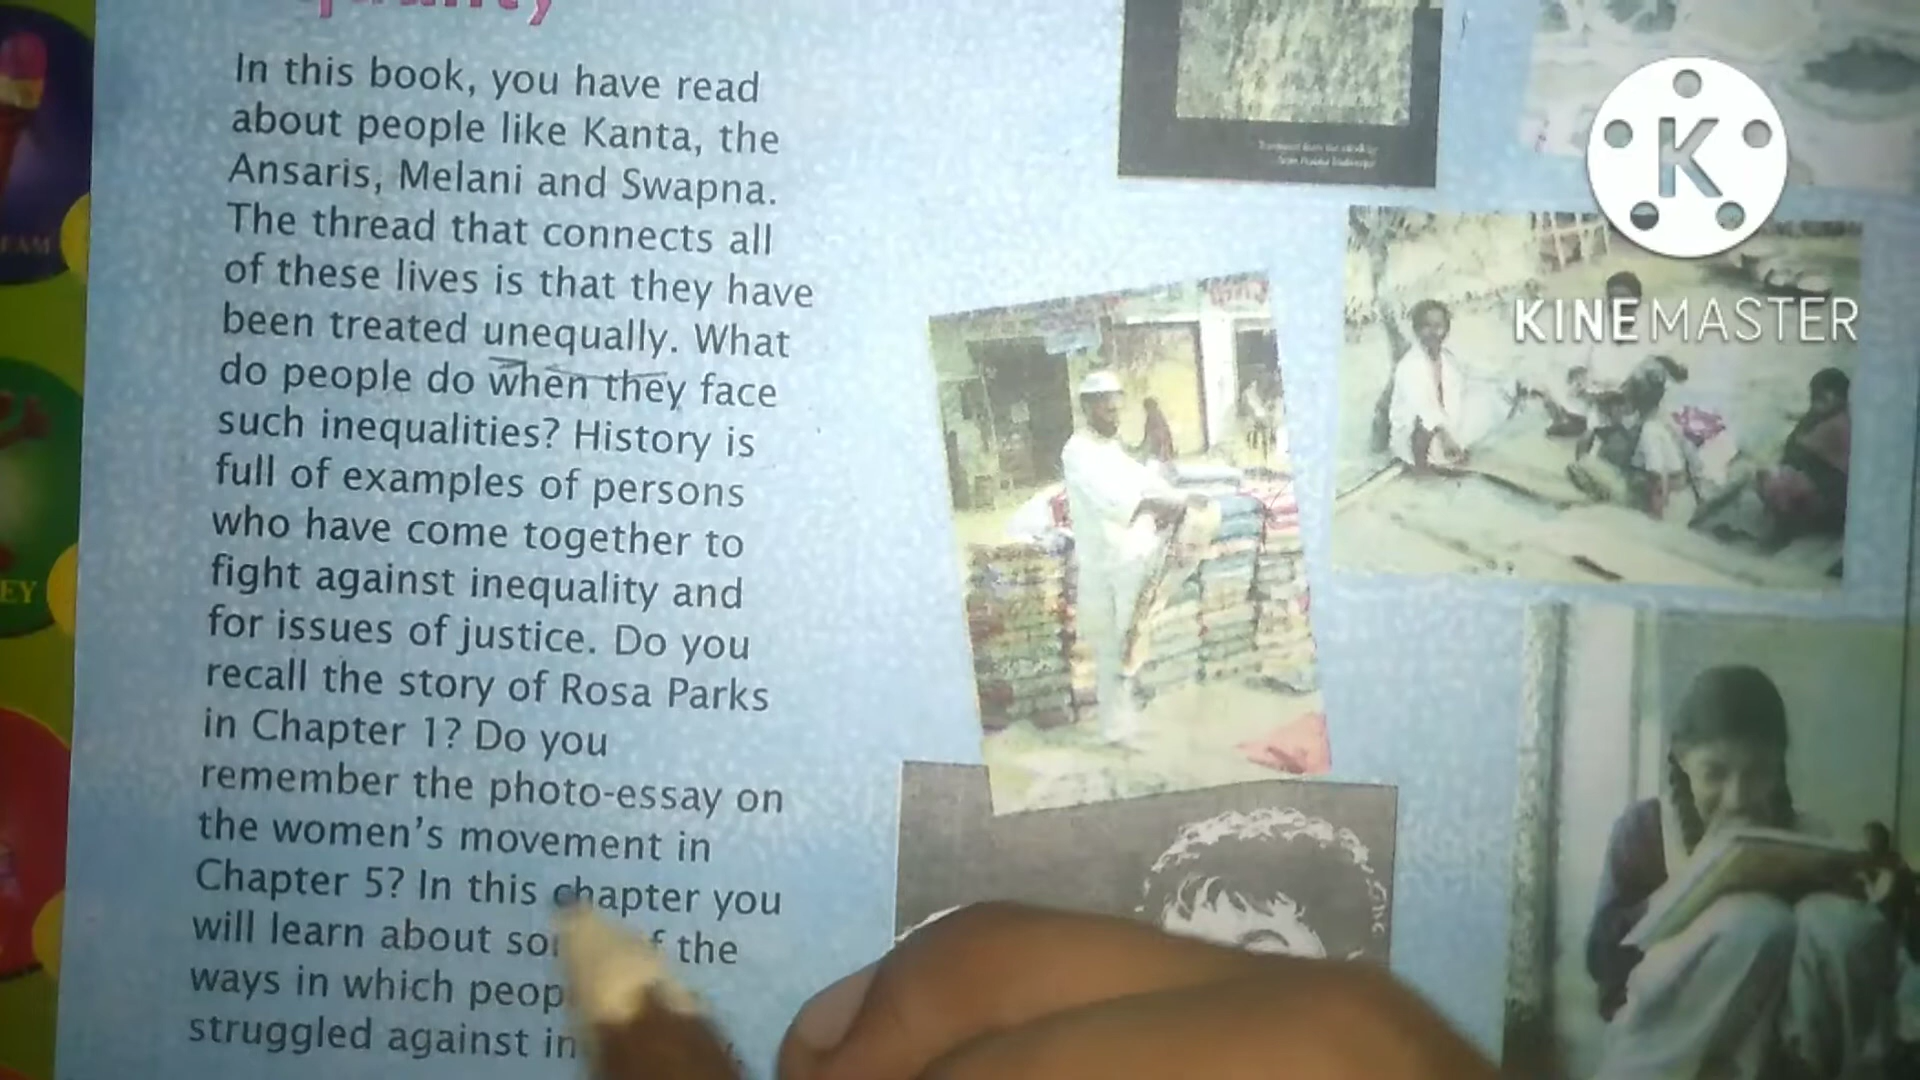 In this book, you have read
about people like Kanta, the
Ansaris, Melani and Swapna.
The thread that connects all
of these lives is that they have
been treated unequally. What
do people do when they face
such inequalities? History is
full of examples of persons
who have come together to
fight against inequality and
for issues of justice. Do you
recall the story of Rosa Parks
in Chapter 1? Do you
remember the photo-essay on
the women's movement in
Chapter 5? In this chapter you
will learn about the
ways in which
struggled against
K
KINEMASTER